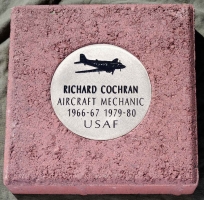 RICHARD COCHRAN
AIRCRAFT MECHANIC
1966-67 1979-80
USAF